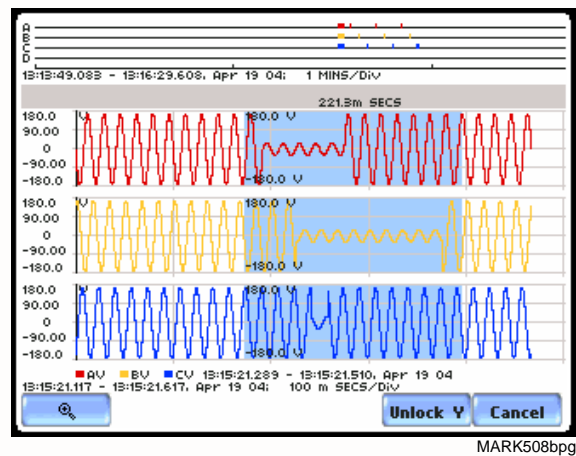 A
B
C
D
13:13:49.083 - 13:16:29.608, Apr 19 04; 1 MINS/Div
221.3m SECS
180.0 V 180.0 V
90.00
0
-90.00
-180.0 -180.0 V
180.0 V 180.0 V
90.00
0
-90.00
-180.0 -180.0 V
180.0 V 180.0 V
90.00
0
-90.00
-180.0 -180.0 V
AV BV CV 13:15:21.289 - 13:15:21.510, Apr 19 04
13:15:21.117 - 13:15:21.617, Apr 19 04; 100 m SECS/Div
Unlock Y Cancel
MARK508bpg